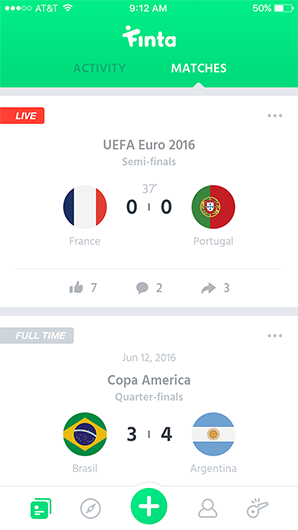 AT&T 9:12 AM 50%
Finta
ACTIVITY MATCHES
LIVE
UEFA Euro 2016
Semi-finals
37'
0 0
France Portugal
7 2 3
FULL TIME
Jun 12, 2016
Copa America
Quarter-finals
3 4
Brasil Argentina